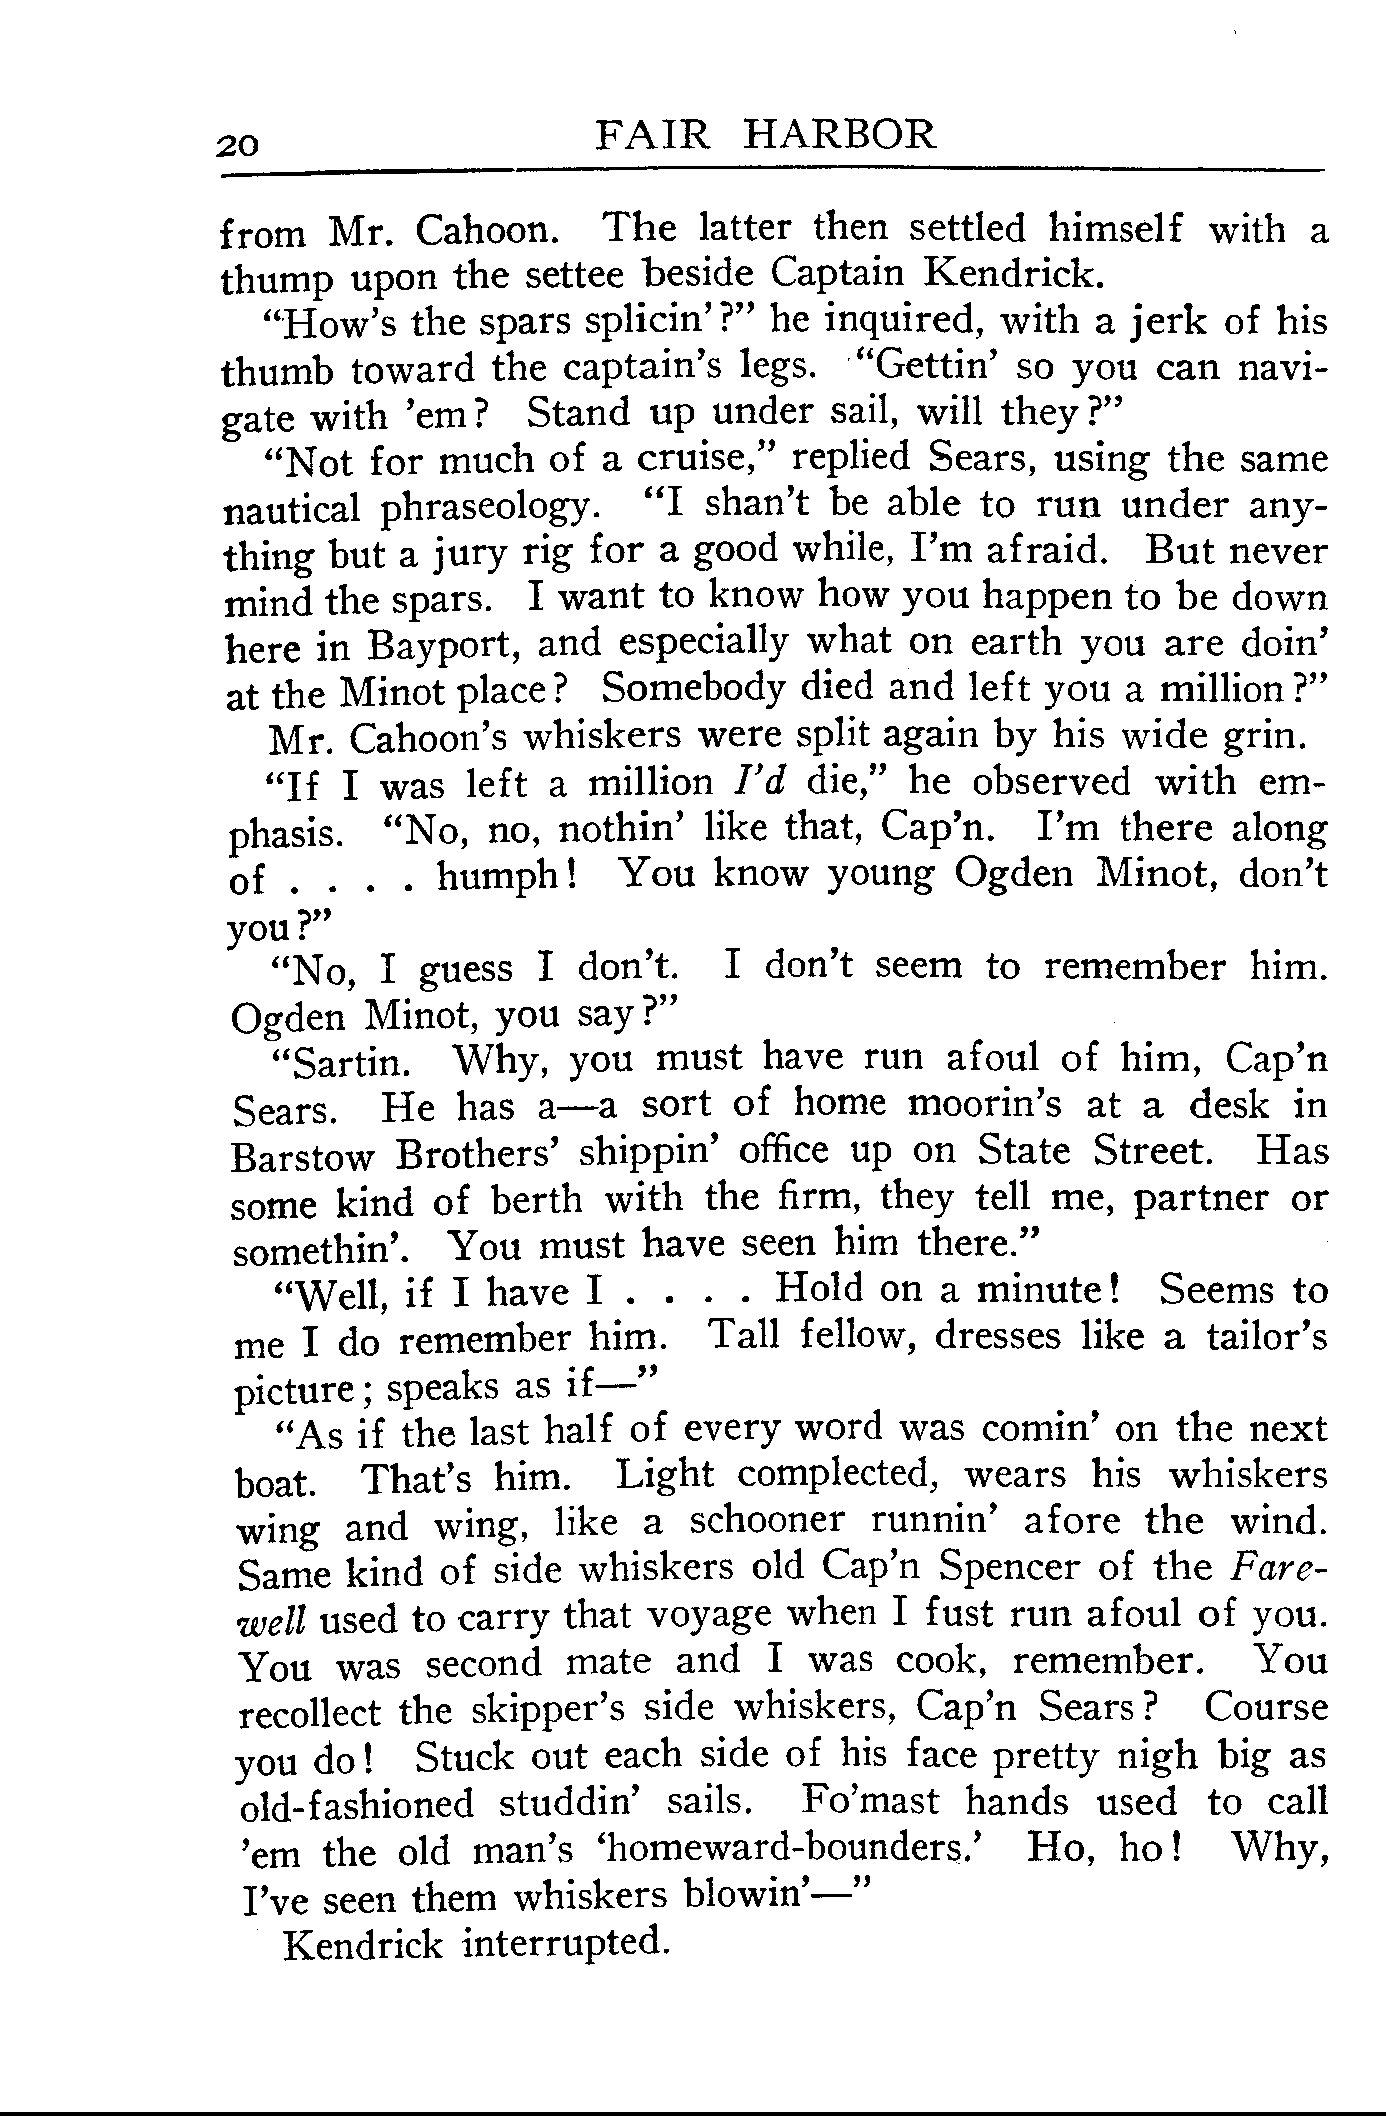 20 FAIR HARBOR
from Mr. Cahoon. The latter then settled himself with a
thump upon the settee beside Captain Kendrick.
“How’s the spars splicin’?” he inquired, with a jerk of his
thumb toward the captain’s legs. “Gettin’ so you can navi-
gate with ’em? Stand up under sail, will they?”
“Not for much of a cruise,” replied Sears, using the same
nautical phraseology. “I shan’t be able to run under any-
thing but a jury rig for a good while, I’m afraid. But never
mind the spars. I want to know how you happen to be down
here in Bayport, and especially what on earth you are doin’
at the Minot place? Somebody died and left you a million?”
Mr. Cahoon’s whiskers were split again by his wide grin.
“If I was left a million I’d die,” he observed with em-
phasis. “No, no, nothin’ like that, Cap’n. I’m there along
of . . . . humph! You know young Ogden Minot, don’t
you?”
“No, I guess I don’t. I don’t seem to remember him.
Ogden Minot, you say?”
“Sartin. Why, you must have run afoul of him, Cap’n
Sears. He has a—a sort of home moorin’s at a desk in
Barstow Brothers’ shippin’ office up on State Street. Has
some kind of berth with the firm, they tell me, partner or
somethin’. You must have seen him there.”
“Well, if I have I . . . . Hold on a minute! Seems to
me I do remember him. Tall fellow, dresses like a tailor’s
picture; speaks as if—”
“As if the last half of every word was comin’ on the next
boat. That’s him. Light complected, wears his whiskers
wing and wing, like a schooner runnin’ afore the wind.
Same kind of side whiskers old Cap’n Spencer of the Fare-
well used to carry that voyage when I fust run afoul of you.
You was second mate and I was cook, remember. You
recollect the skipper’s side whiskers, Cap’n Sears? Course
you do! Stuck out each side of his face pretty nigh big as
old-fashioned studdin’ sails. Fo’mast hands used to call
’em the old man’s ‘homeward-bounders.’ Ho, ho! Why,
I’ve seen them whiskers blowin’—”
Kendrick interrupted.